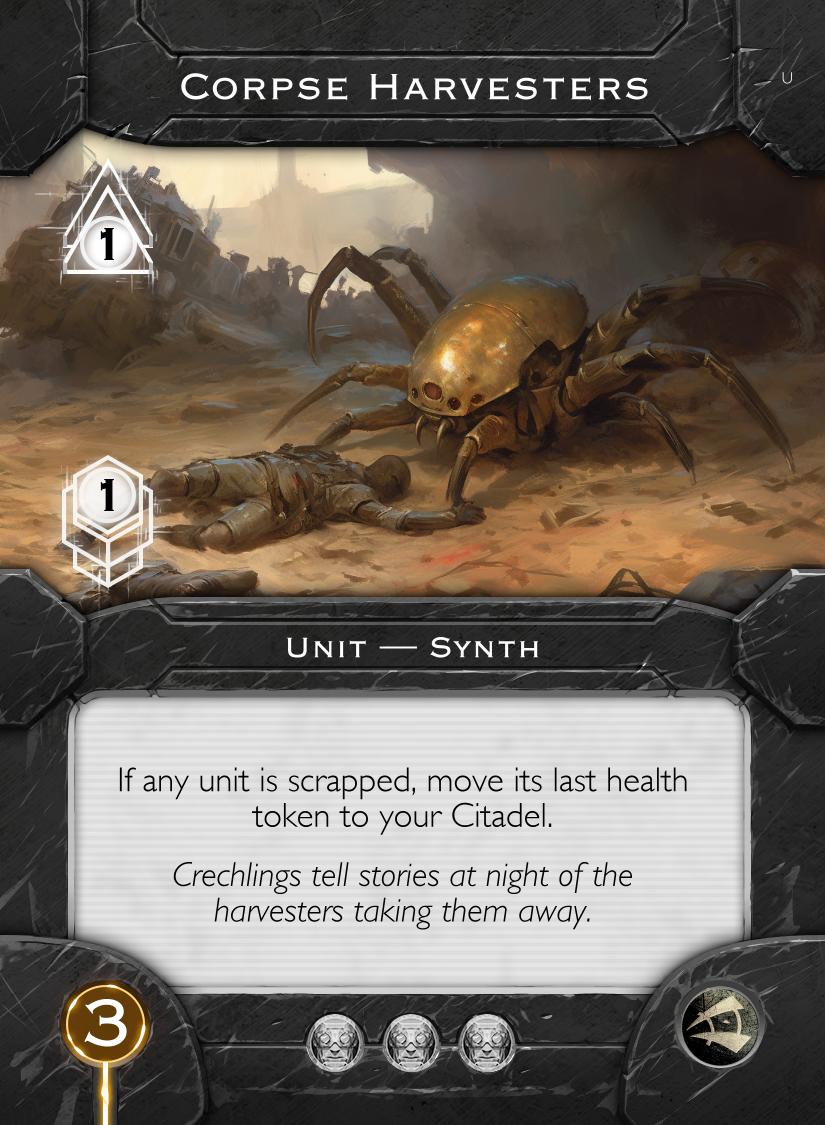 Corpse Harvesters
U
1
1
Unit — Synth
If any unit is scrapped, move its last health
token to your Citadel.
Crechlings tell stories at night of the
harvesters taking them away.
3